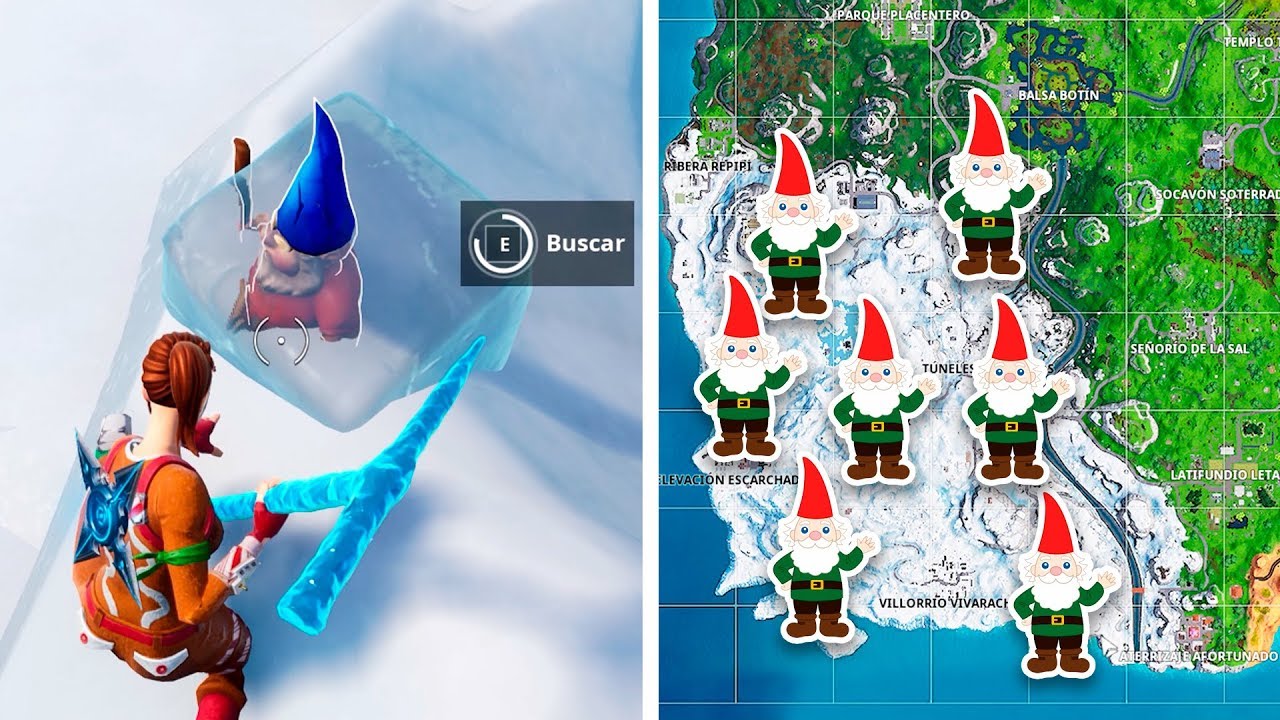 E
Buscar
PARQUE PLACENTERO
TEMPLO T
BALSA BOTÍN
RIBERA REPIPI
SOCAVÓN SOTERRAD
SEÑORÍO DE LA SAL
TÚNELES
LATIFUNDIO LETA
ELEVACIÓN ESCARCHAD
VILLORRIO VIVARACH
ATERRIZAJE AFORTUNADO